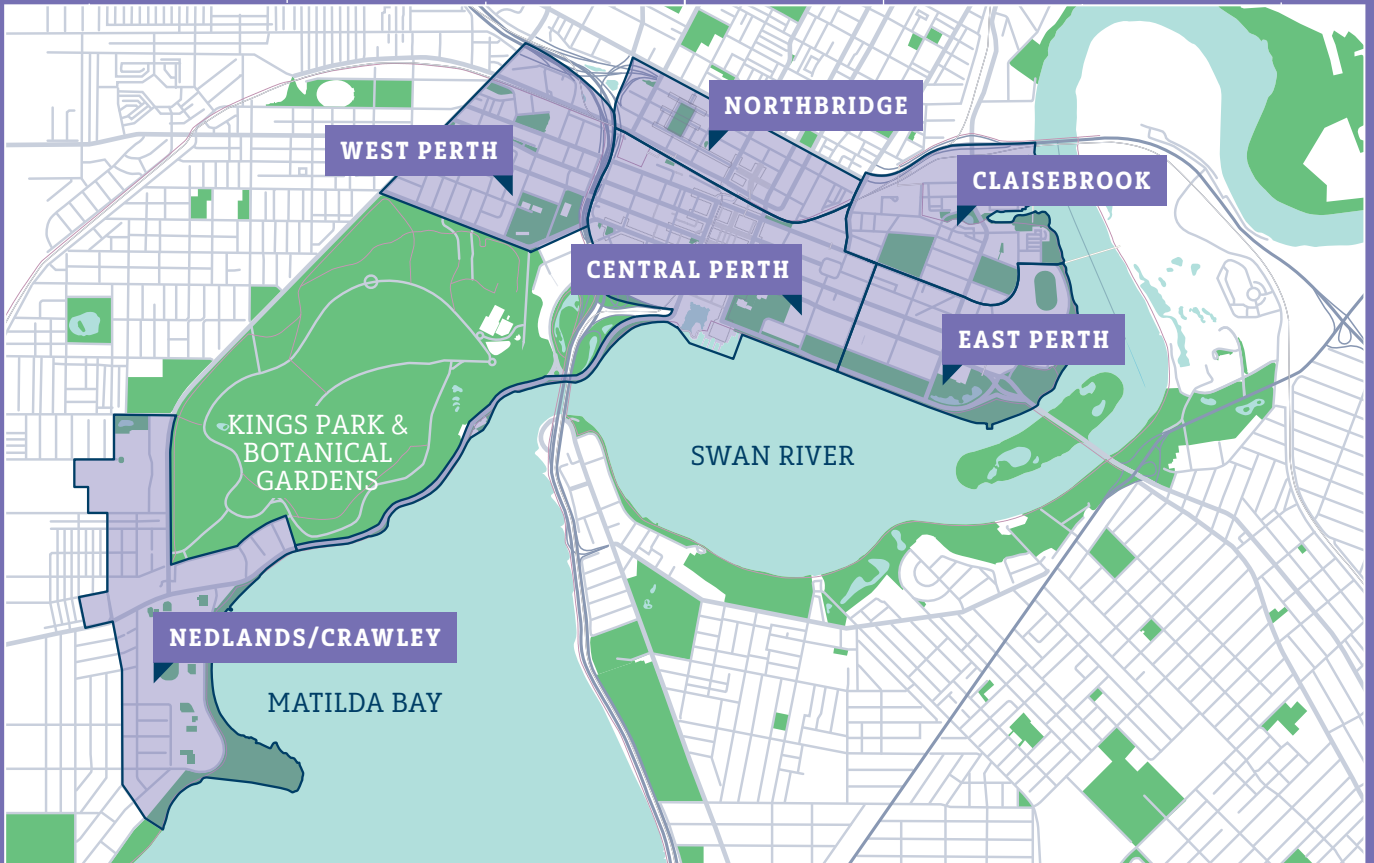 NORTHBRIDGE
WEST PERTH
CLAISEBROOK
CENTRAL PERTH
EAST PERTH
KINGS PARK &
BOTANICAL
GARDENS
SWAN RIVER
NEDLANDS/CRAWLEY
MATILDA BAY